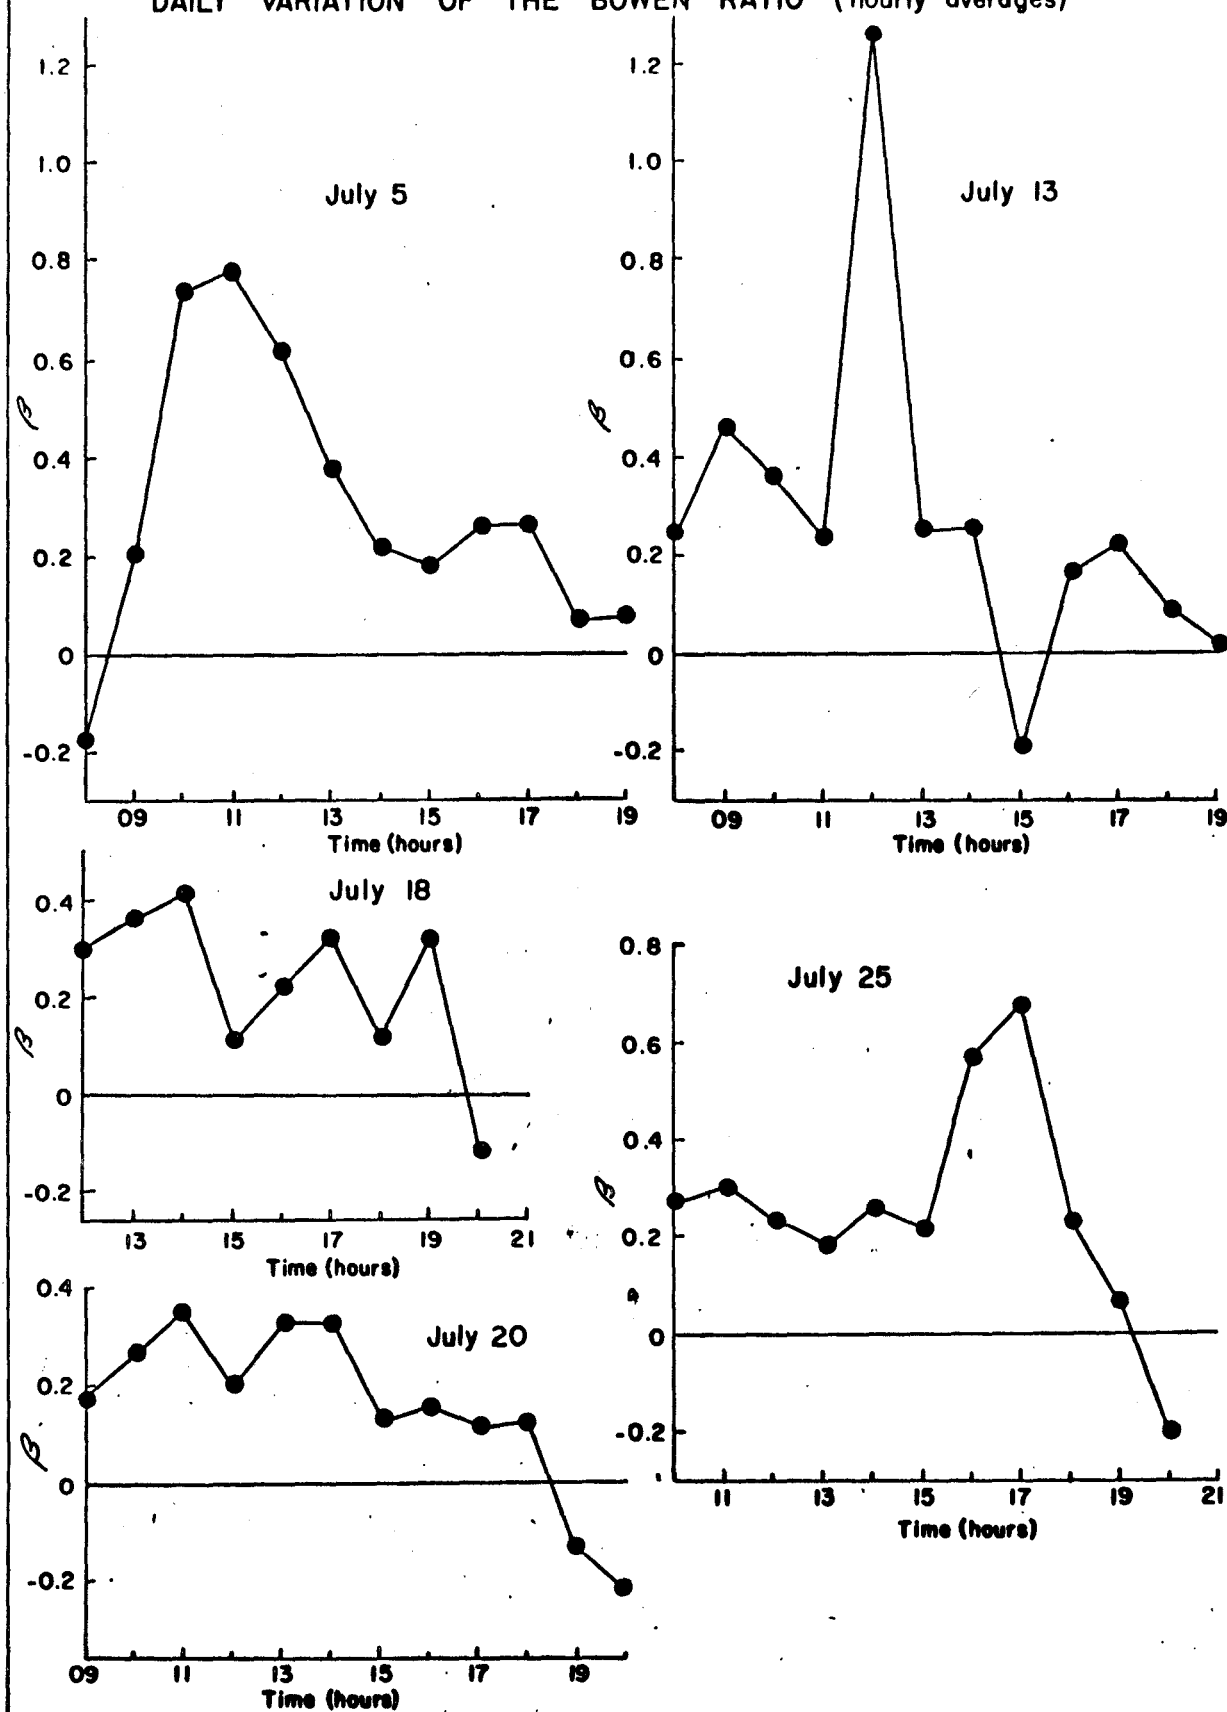 DAILY VARIATION OF THE BOWEN RATIO (hourly averages)
1.2
1.0
0.8
0.6
0.4
0.2
0
-0.2
β
July 5
09 11 13 15 17 19
Time (hours)
1.2
1.0
0.8
0.6
0.4
0.2
0
-0.2
β
July 13
09 11 13 15 17 19
Time (hours)
0.4
0.2
0
-0.2
β
July 18
13 15 17 19 21
Time (hours)
0.8
0.6
0.4
0.2
0
-0.2
β
July 25
11 13 15 17 19 21
Time (hours)
0.4
0.2
0
-0.2
β
July 20
09 11 13 15 17 19
Time (hours)